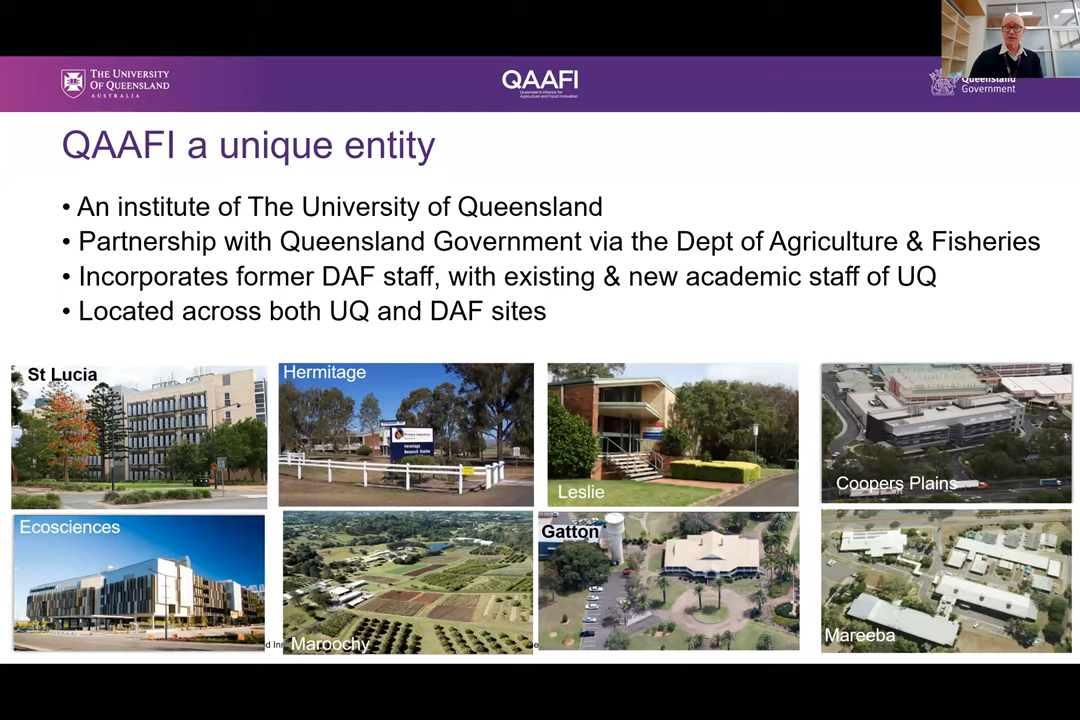 THE UNIVERSITY
OF QUEENSLAND
AUSTRALIA
QAAFI
Queensland Alliance for
Agriculture and Food Innovation
Queensland
Government
QAAFI a unique entity
• An institute of The University of Queensland
• Partnership with Queensland Government via the Dept of Agriculture & Fisheries
• Incorporates former DAF staff, with existing & new academic staff of UQ
• Located across both UQ and DAF sites
St Lucia
Hermitage
Leslie
Coopers Plains
Ecosciences
Maroochy
Gatton
Mareeba